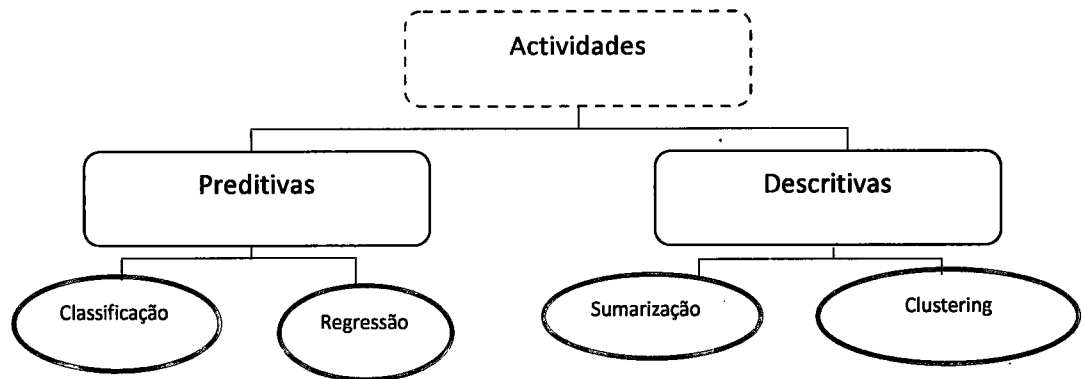 Actividades
Preditivas
Descritivas
Classificação
Regressão
Sumarização
Clustering